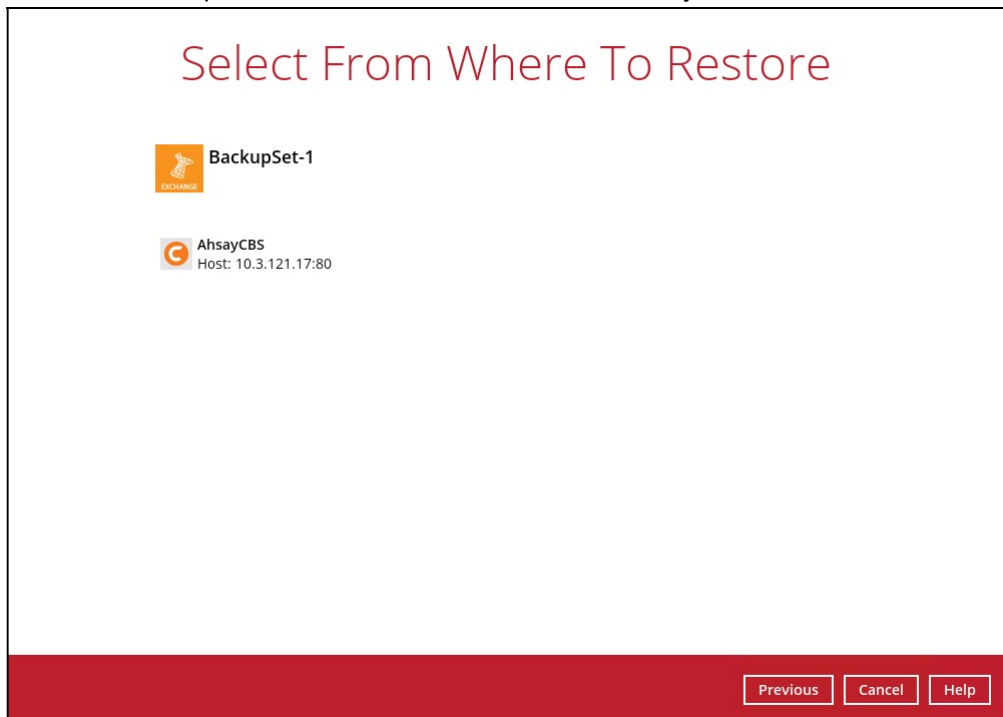 Select From Where To Restore
BackupSet-1
EXCHANGE
AhsayCBS
Host: 10.3.121.17:80
Previous Cancel Help